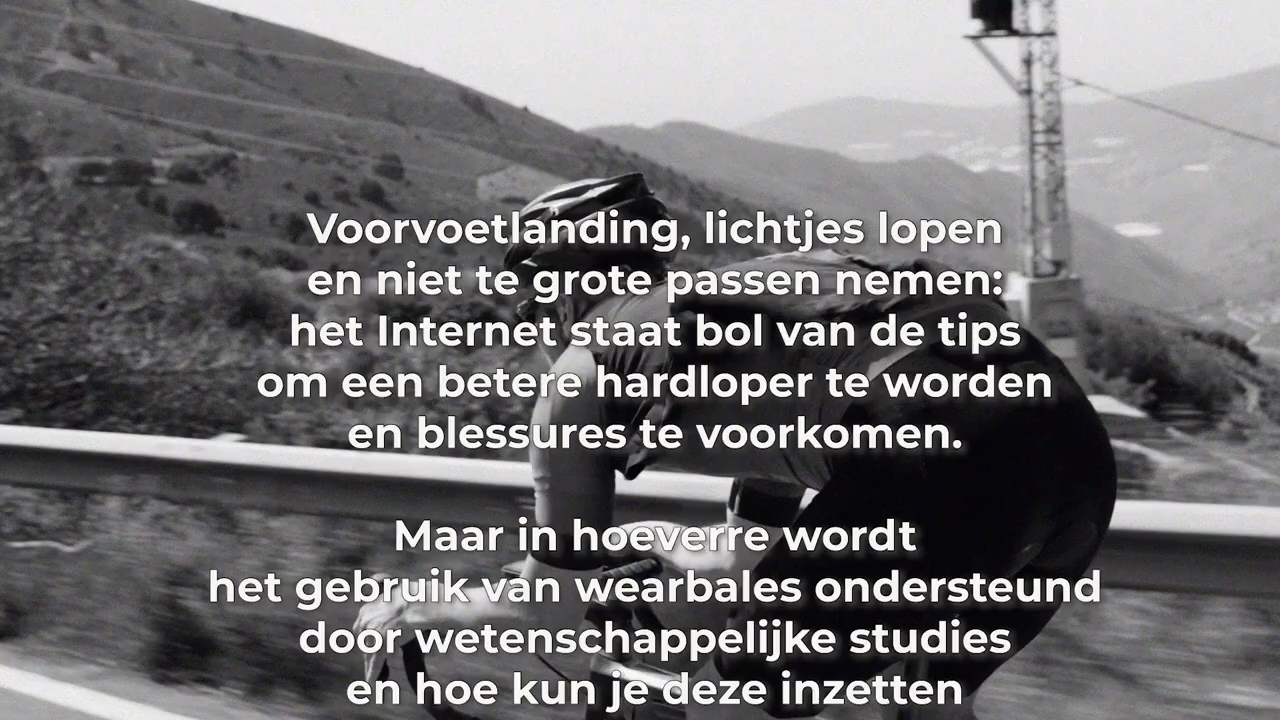 Voorvoetlanding, lichtjes lopen
en niet te grote passen nemen:
het Internet staat bol van de tips
om een betere hardloper te worden
en blessures te voorkomen.
Maar in hoeverre wordt
het gebruik van wearbales ondersteund
door wetenschappelijke studies
en hoe kun je deze inzetten